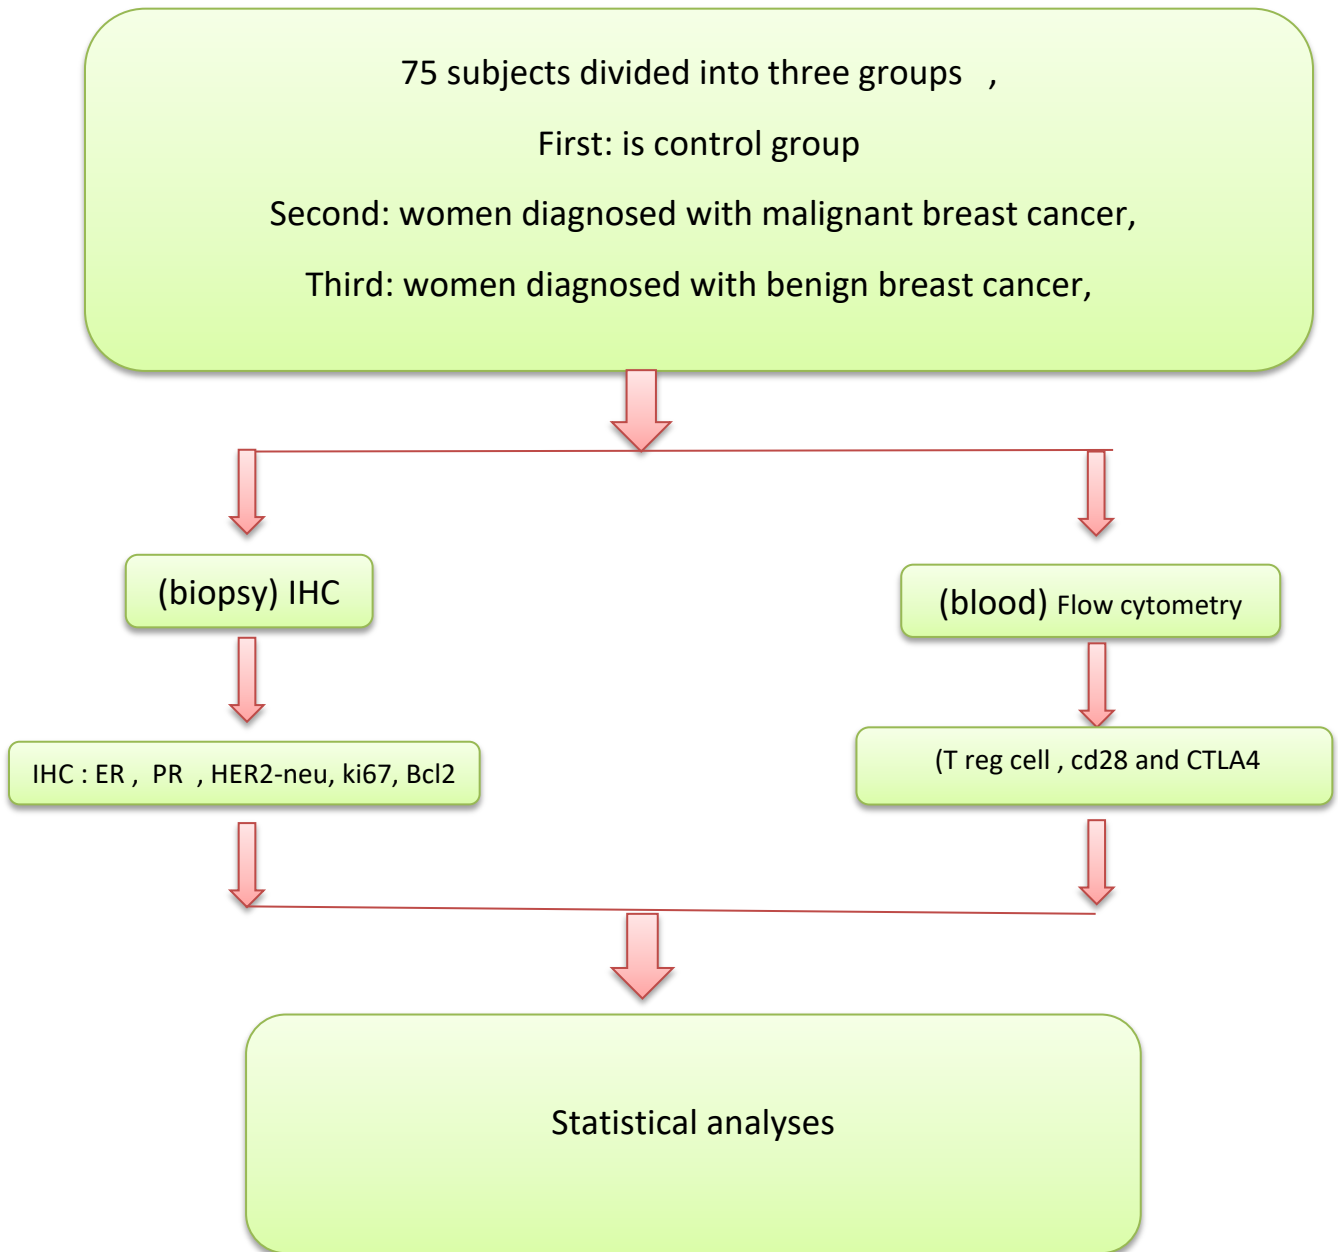 75 subjects divided into three groups ,
First: is control group
Second: women diagnosed with malignant breast cancer,
Third: women diagnosed with benign breast cancer,
(biopsy) IHC
(blood) Flow cytometry
IHC : ER , PR , HER2-neu, ki67, Bcl2
(T reg cell , cd28 and CTLA4
Statistical analyses